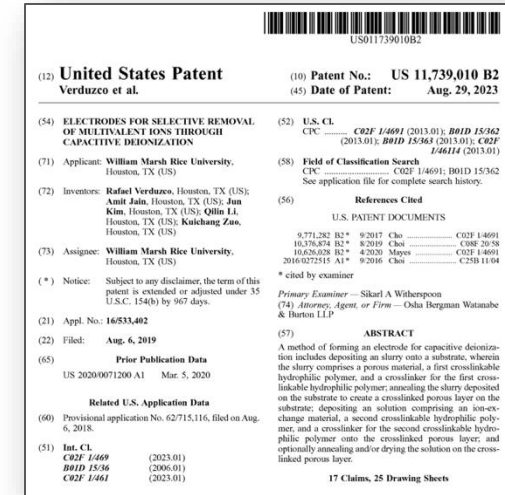 US011739010B2
(12) United States Patent
Verduzco et al.
(10) Patent No.: US 11,739,010 B2
(45) Date of Patent: Aug. 29, 2023
(54) ELECTRODES FOR SELECTIVE REMOVAL
OF MULTIVALENT IONS THROUGH
CAPACITIVE DEIONIZATION
(71) Applicant: William Marsh Rice University,
Houston, TX (US)
(72) Inventors: Rafael Verduzco, Houston, TX (US);
Amit Jain, Houston, TX (US); Jun
Kim, Houston, TX (US); Qilin Li,
Houston, TX (US); Kuichang Zuo,
Houston, TX (US)
(73) Assignee: William Marsh Rice University,
Houston, TX (US)
( * ) Notice: Subject to any disclaimer, the term of this
patent is extended or adjusted under 35
U.S.C. 154(b) by 967 days.
(21) Appl. No.: 16/533,402
(22) Filed: Aug. 6, 2019
(65) Prior Publication Data
US 2020/0071200 A1 Mar. 5, 2020
Related U.S. Application Data
(60) Provisional application No. 62/715,116, filed on Aug.
6, 2018.
(51) Int. Cl.
C02F 1/469 (2023.01)
B01D 15/36 (2006.01)
C02F 1/461 (2023.01)
(52) U.S. Cl.
CPC .......... C02F 1/4691 (2013.01); B01D 15/362
(2013.01); B01D 15/363 (2013.01); C02F
1/46114 (2013.01)
(58) Field of Classification Search
CPC .......................... C02F 1/4691; B01D 15/362
See application file for complete search history.
(56) References Cited
U.S. PATENT DOCUMENTS
9,771,282 B2* 9/2017 Cho ...................... C02F 1/4691
10,376,874 B2* 8/2019 Choi ..................... C08F 20/58
10,626,028 B2* 4/2020 Mayes .................. C02F 1/4691
2016/0272515 A1* 9/2016 Choi ..................... C25B 11/04
* cited by examiner
Primary Examiner — Sikarl A Witherspoon
(74) Attorney, Agent, or Firm — Osha Bergman Watanabe
& Burton LLP
(57) ABSTRACT
A method of forming an electrode for capacitive deioniza-
tion includes depositing an slurry onto a substrate, wherein
the slurry comprises a porous material, a first crosslinkable
hydrophilic polymer, and a crosslinker for the first cross-
linkable hydrophilic polymer; annealing the slurry deposited
on the substrate to create a crosslinked porous layer on the
substrate; depositing an solution comprising an ion-ex-
change material, a second crosslinkable hydrophilic poly-
mer, and a crosslinker for the second crosslinkable hydro-
philic polymer onto the crosslinked porous layer; and
optionally annealing and/or drying the solution on the cross-
linked porous layer.
17 Claims, 25 Drawing Sheets